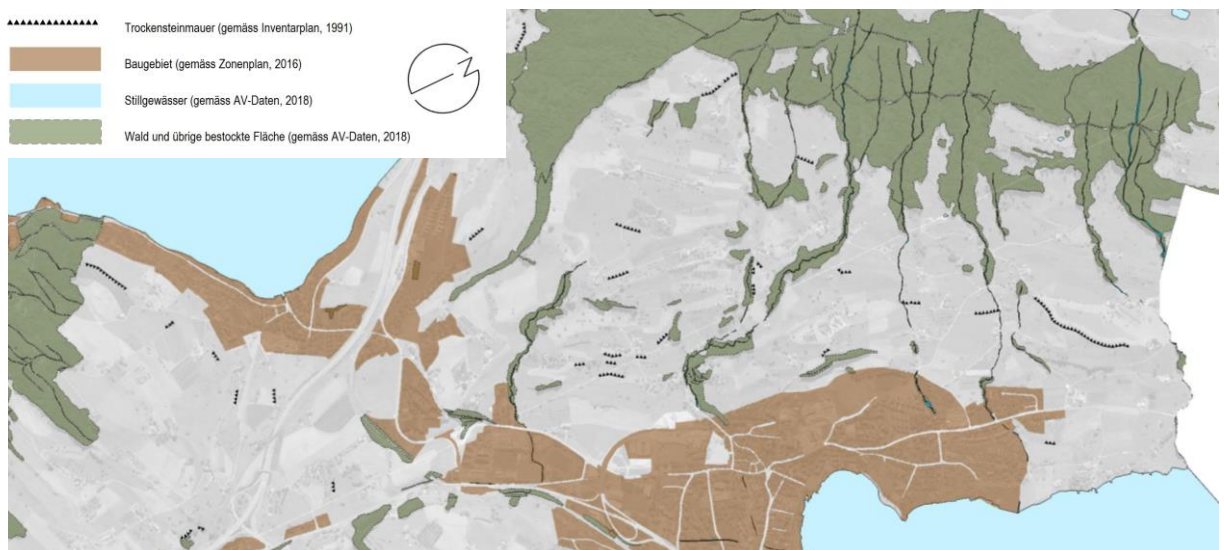 Trockensteinmauer (gemäss Inventarplan, 1991)
Baugebiet (gemäss Zonenplan, 2016)
Stillgewässer (gemäss AV-Daten, 2018)
Wald und übrige bestockte Fläche (gemäss AV-Daten, 2018)